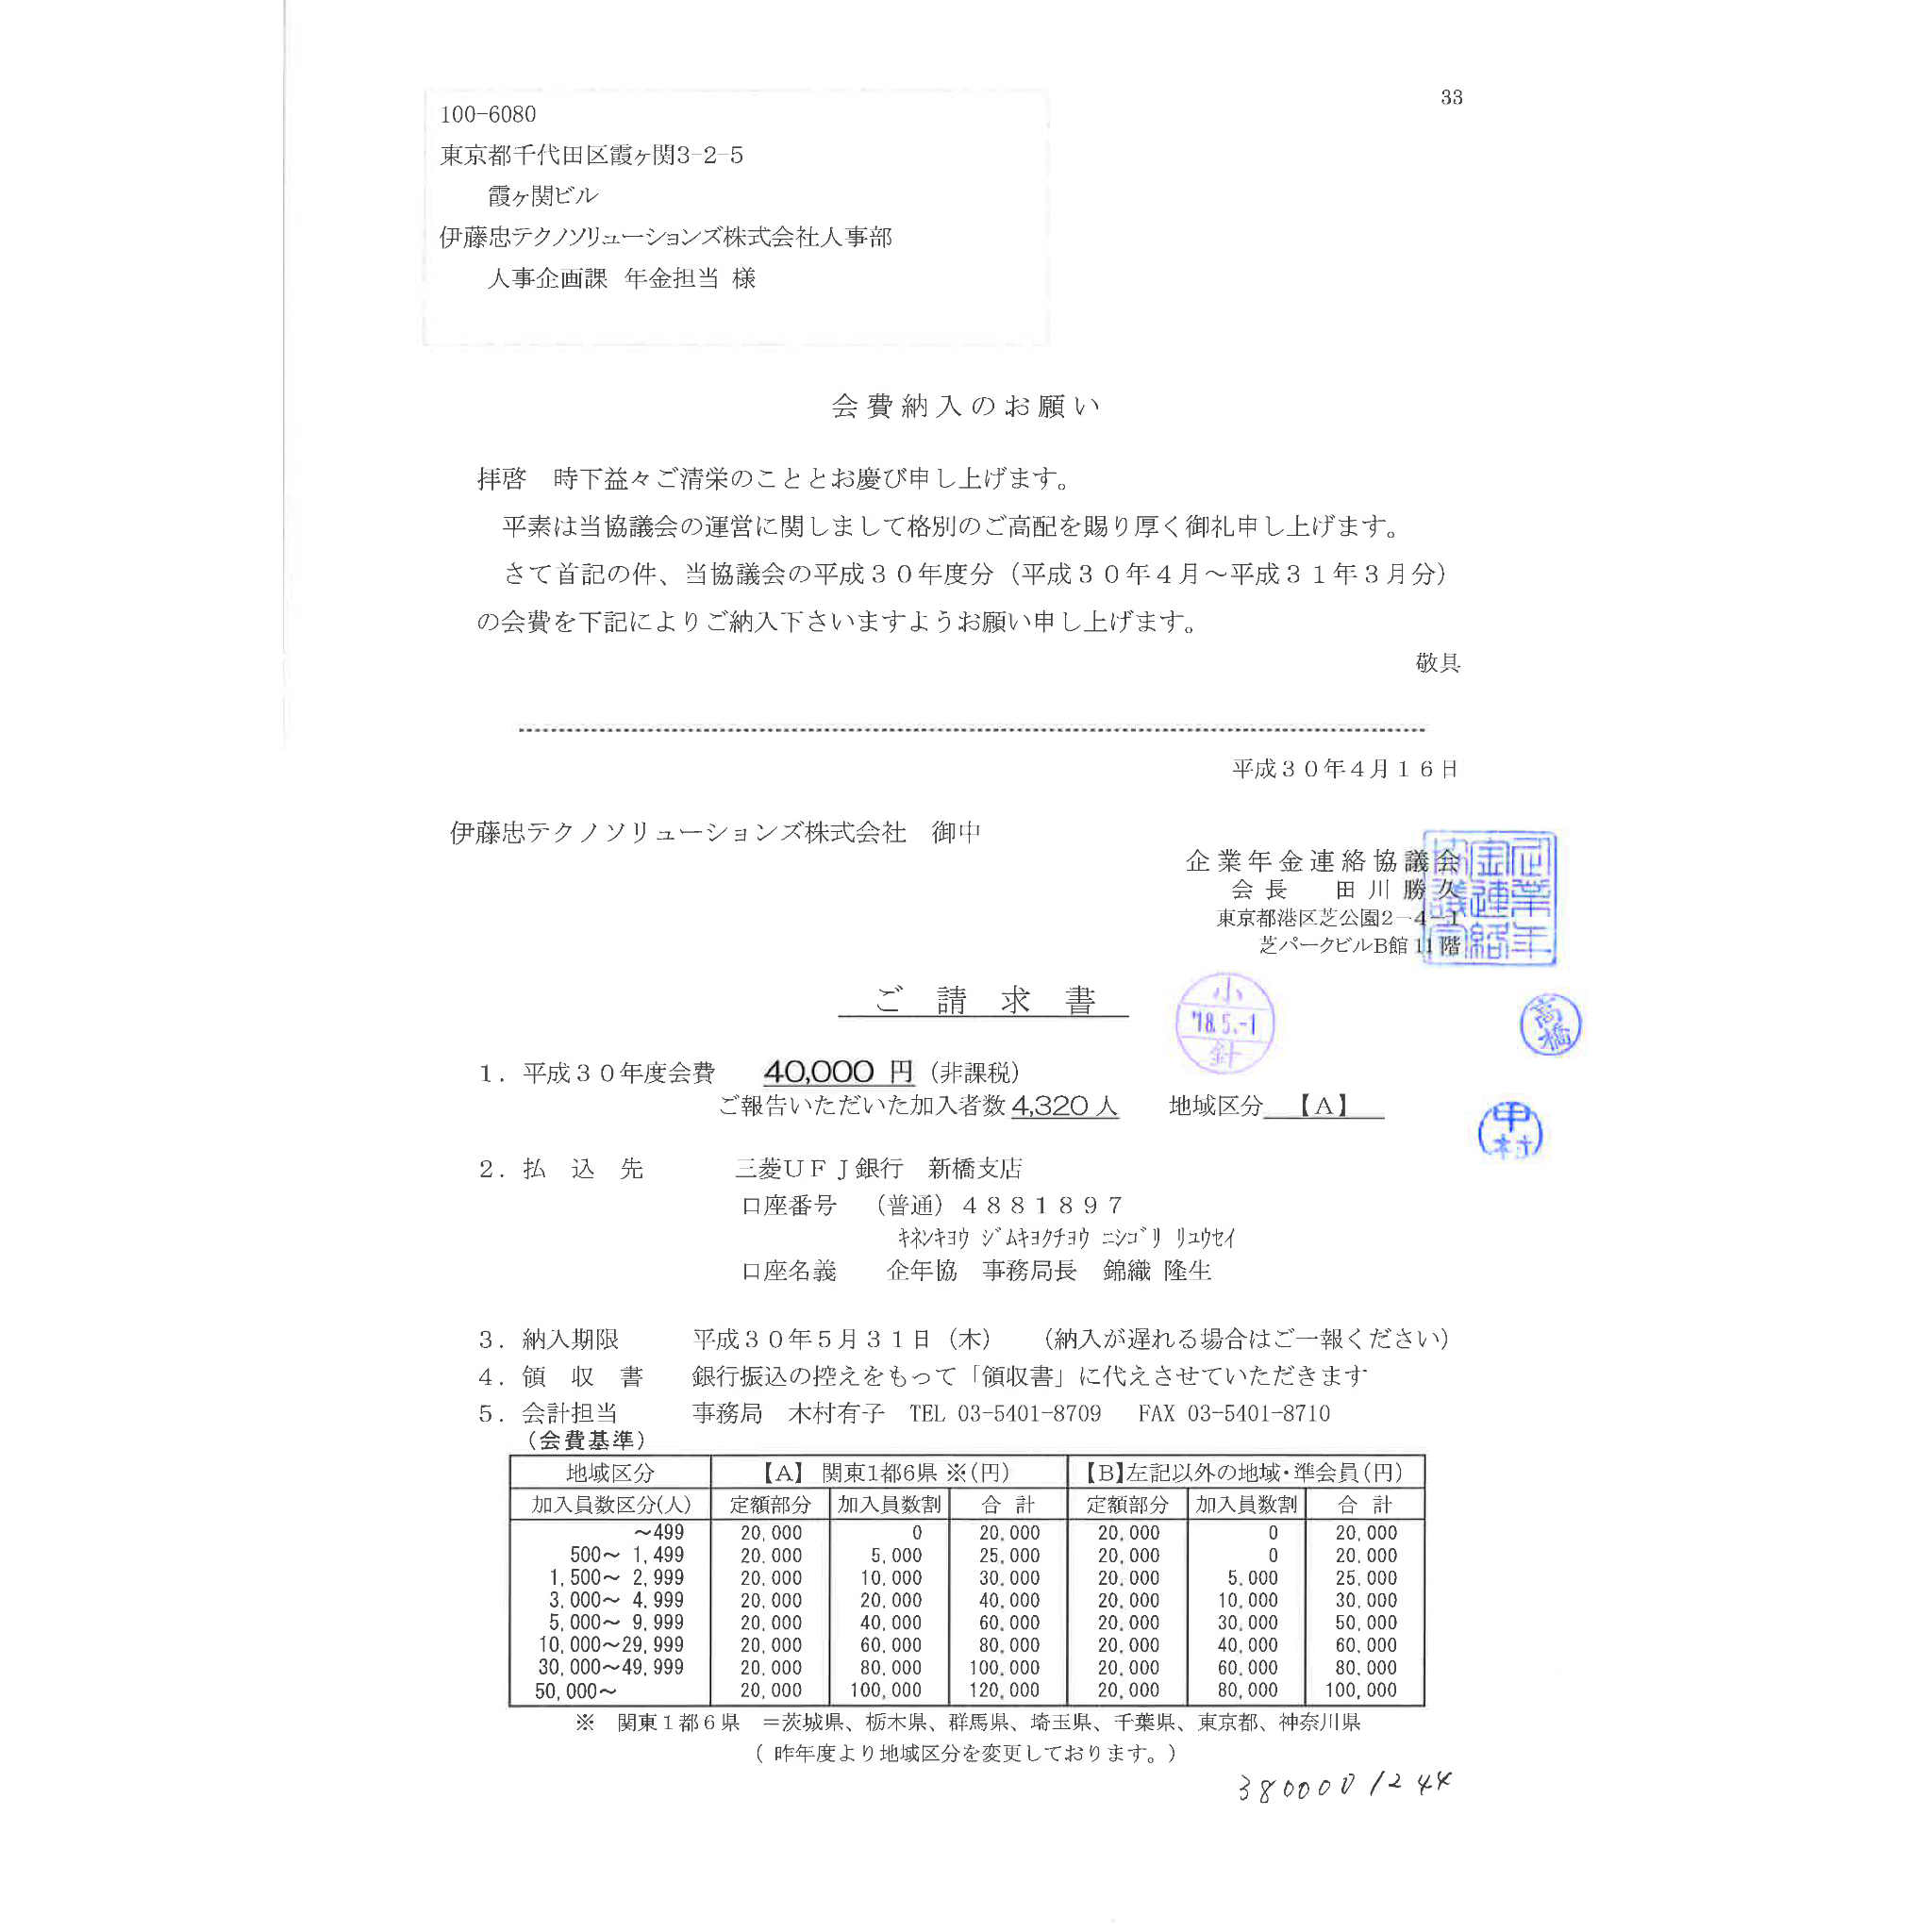 33
100-6080
東京都千代田区霞ヶ関3-2-5
霞ヶ関ビル
伊藤忠テクノソリューションズ株式会社人事部
人事企画課 年金担当 様
会費納入のお願い
拝啓 時下益々ご清栄のこととお慶び申し上げます。
平素は当協議会の運営に関しまして格別のご高配を賜り厚く御礼申し上げます。
さて首記の件、当協議会の平成30年度分（平成30年4月～平成31年3月分）
の会費を下記によりご納入下さいますようお願い申し上げます。
敬具
平成30年4月16日
伊藤忠テクノソリューションズ株式会社 御中
企業年金連絡協議会
会長 田川勝久
東京都港区芝公園2-4-1
芝パークビルB館11階
企業年金連絡協議会
ご請求書
小
'18.5.-1
針
高橋
1. 平成30年度会費 40,000 円（非課税）
ご報告いただいた加入者数 4,320 人 地域区分 【A】
中村
2. 払込先 三菱UFJ銀行 新橋支店
口座番号 （普通）4881897
ｷﾈﾝｷﾖｳ ｼﾞﾑｷﾖｸﾁﾖｳ ﾆｼｺﾞﾘ ﾘﾕｳｾｲ
口座名義 企年協 事務局長 錦織 隆生
3. 納入期限 平成30年5月31日（木） （納入が遅れる場合はご一報ください）
4. 領収書 銀行振込の控えをもって「領収書」に代えさせていただきます
5. 会計担当 事務局 木村有子 TEL 03-5401-8709 FAX 03-5401-8710
（会費基準）
地域区分 【A】 関東1都6県 ※(円) 【B】左記以外の地域・準会員(円)
加入員数区分(人) 定額部分 加入員数割 合計 定額部分 加入員数割 合計
～499 20,000 0 20,000 20,000 0 20,000
500～ 1,499 20,000 5,000 25,000 20,000 0 20,000
1,500～ 2,999 20,000 10,000 30,000 20,000 5,000 25,000
3,000～ 4,999 20,000 20,000 40,000 20,000 10,000 30,000
5,000～ 9,999 20,000 40,000 60,000 20,000 30,000 50,000
10,000～29,999 20,000 60,000 80,000 20,000 40,000 60,000
30,000～49,999 20,000 80,000 100,000 20,000 60,000 80,000
50,000～ 20,000 100,000 120,000 20,000 80,000 100,000
※ 関東1都6県 ＝茨城県、栃木県、群馬県、埼玉県、千葉県、東京都、神奈川県
( 昨年度より地域区分を変更しております。)
3800001244